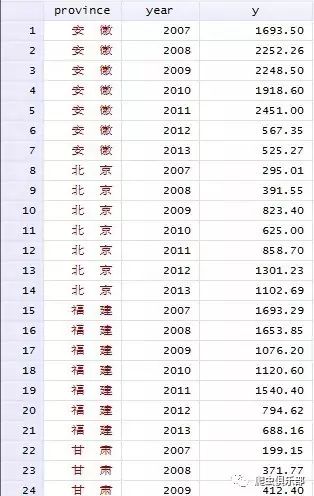 province year y
1 安 徽 2007 1693.50
2 安 徽 2008 2252.26
3 安 徽 2009 2248.50
4 安 徽 2010 1918.60
5 安 徽 2011 2451.00
6 安 徽 2012 567.35
7 安 徽 2013 525.27
8 北 京 2007 295.01
9 北 京 2008 391.55
10 北 京 2009 823.40
11 北 京 2010 625.00
12 北 京 2011 858.70
13 北 京 2012 1301.23
14 北 京 2013 1102.69
15 福 建 2007 1693.29
16 福 建 2008 1653.85
17 福 建 2009 1076.20
18 福 建 2010 1120.60
19 福 建 2011 1540.40
20 福 建 2012 794.62
21 福 建 2013 688.16
22 甘 肃 2007 199.15
23 甘 肃 2008 371.77
24 甘 肃 2009 412.40
爬虫俱乐部